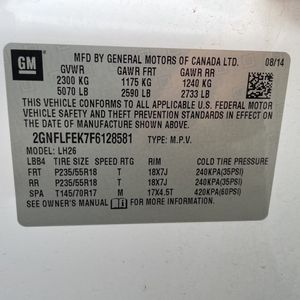 GM
MFD BY GENERAL MOTORS OF CANADA LTD. 08/14
GVWR GAWR FRT GAWR RR
2300 KG 1175 KG 1240 KG
5070 LB 2590 LB 2733 LB
THIS VEHICLE CONFORMS TO ALL APPLICABLE U.S. FEDERAL MOTOR
VEHICLE SAFETY AND THEFT PREVENTION STANDARDS IN EFFECT ON
THE DATE OF MANUFACTURE SHOWN ABOVE.
2GNFLFEK7F6128581 TYPE: M.P.V.
MODEL: LH26
LBB4 TIRE SIZE SPEED RTG RIM COLD TIRE PRESSURE
FRT P235/55R18 T 18X7J 240KPA(35PSI)
RR P235/55R18 T 18X7J 240KPA(35PSI)
SPA T145/70R17 M 17X4.5T 420KPA(60PSI)
SEE OWNER'S MANUAL FOR ADDITIONAL INFORMATION.